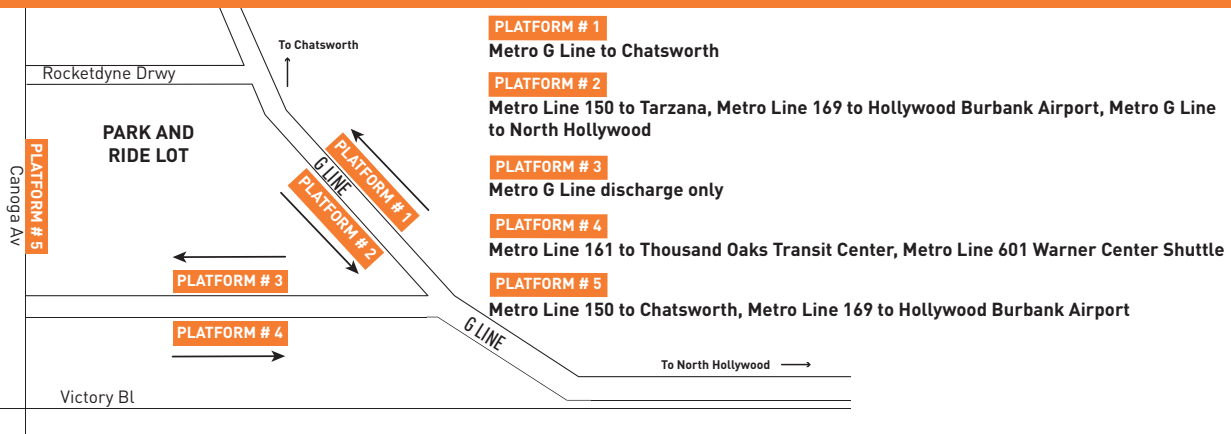 To Chatsworth
Rocketdyne Drwy
PARK AND
RIDE LOT
PLATFORM # 5
Canoga Av
PLATFORM # 1
G LINE
PLATFORM # 2
PLATFORM # 3
PLATFORM # 4
G LINE
To North Hollywood
Victory Bl
PLATFORM # 1
Metro G Line to Chatsworth
PLATFORM # 2
Metro Line 150 to Tarzana, Metro Line 169 to Hollywood Burbank Airport, Metro G Line
to North Hollywood
PLATFORM # 3
Metro G Line discharge only
PLATFORM # 4
Metro Line 161 to Thousand Oaks Transit Center, Metro Line 601 Warner Center Shuttle
PLATFORM # 5
Metro Line 150 to Chatsworth, Metro Line 169 to Hollywood Burbank Airport